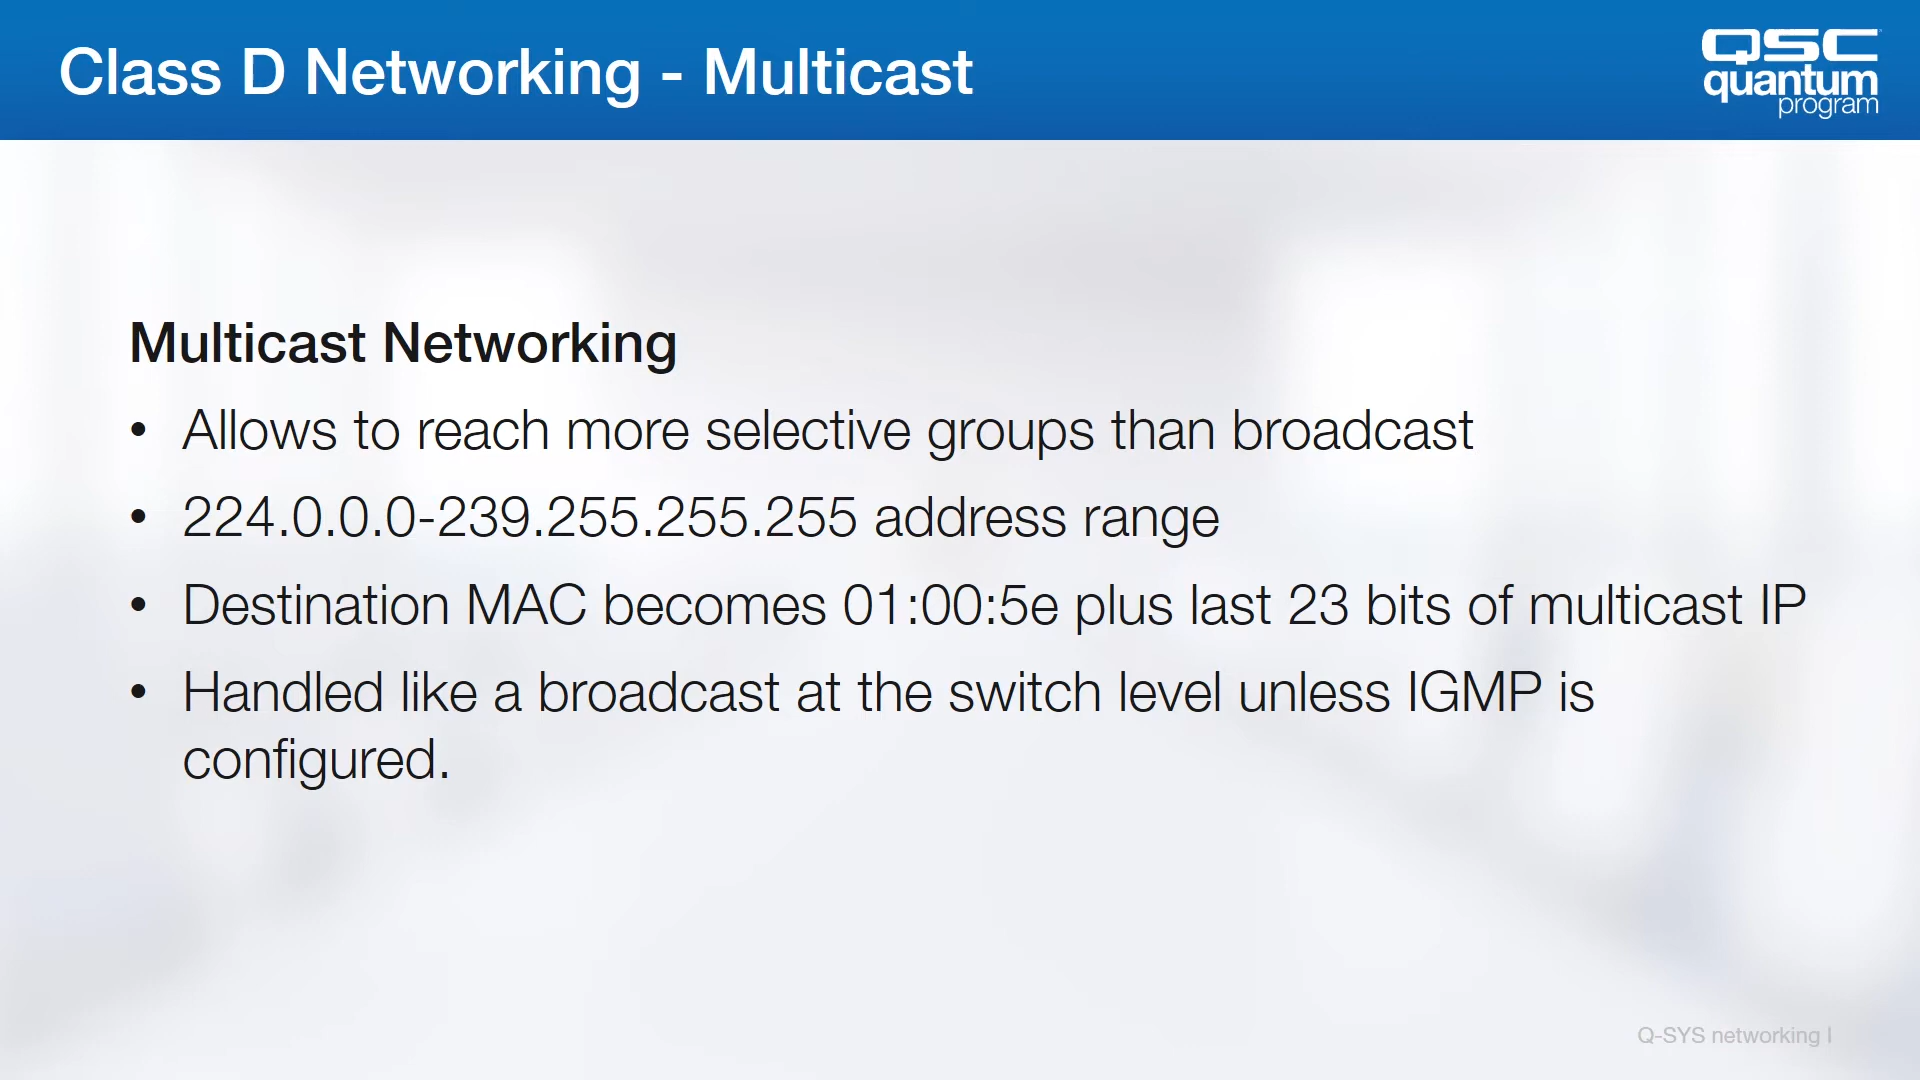 Class D Networking - Multicast
QSC
quantum
program
Multicast Networking
• Allows to reach more selective groups than broadcast
• 224.0.0.0-239.255.255.255 address range
• Destination MAC becomes 01:00:5e plus last 23 bits of multicast IP
• Handled like a broadcast at the switch level unless IGMP is
configured.
Q-SYS networking I